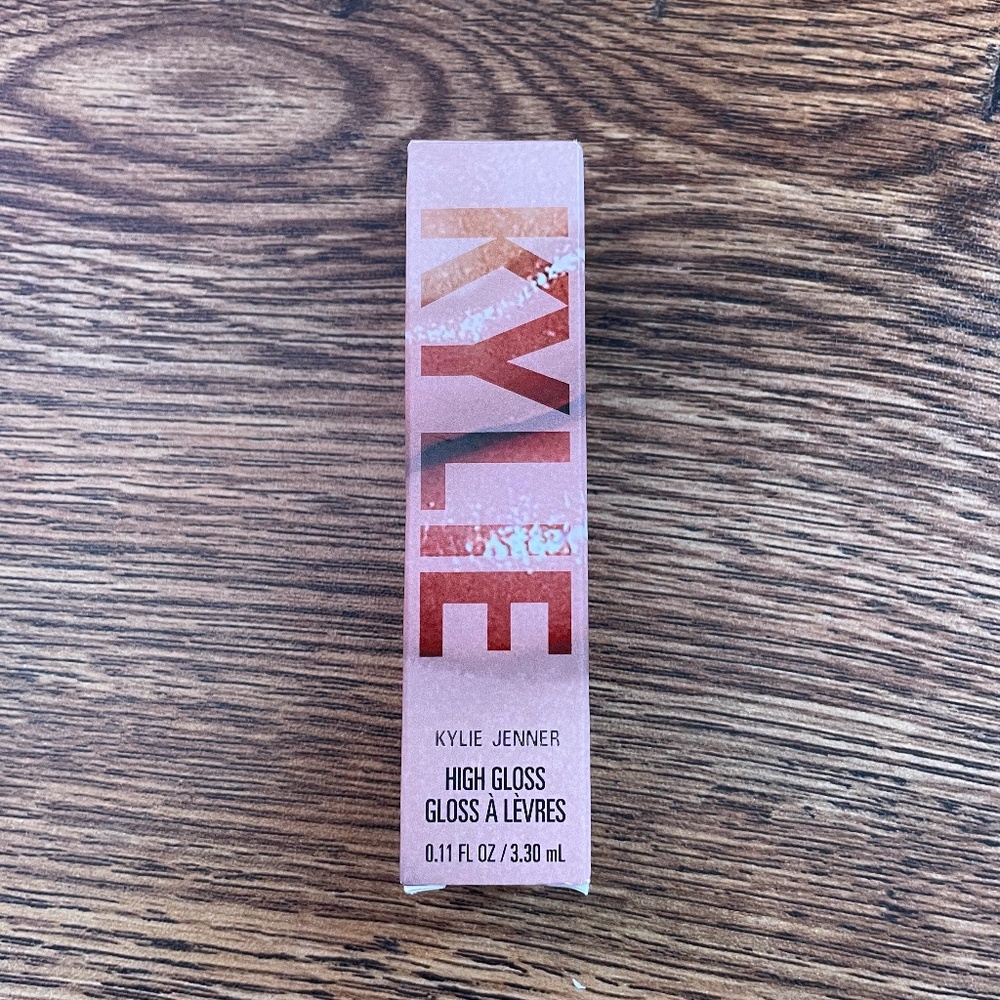 KYLIE
KYLIE JENNER
HIGH GLOSS
GLOSS À LÈVRES
0.11 FL OZ / 3.30 mL